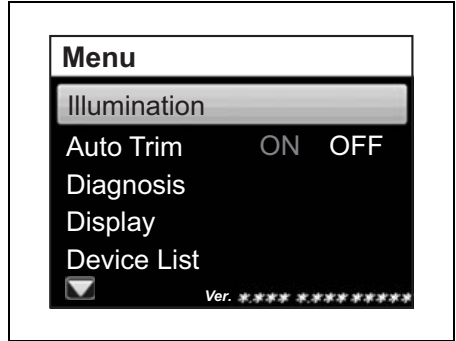 Menu
Illumination
Auto Trim ON OFF
Diagnosis
Display
Device List
Ver. *.*** *.*********